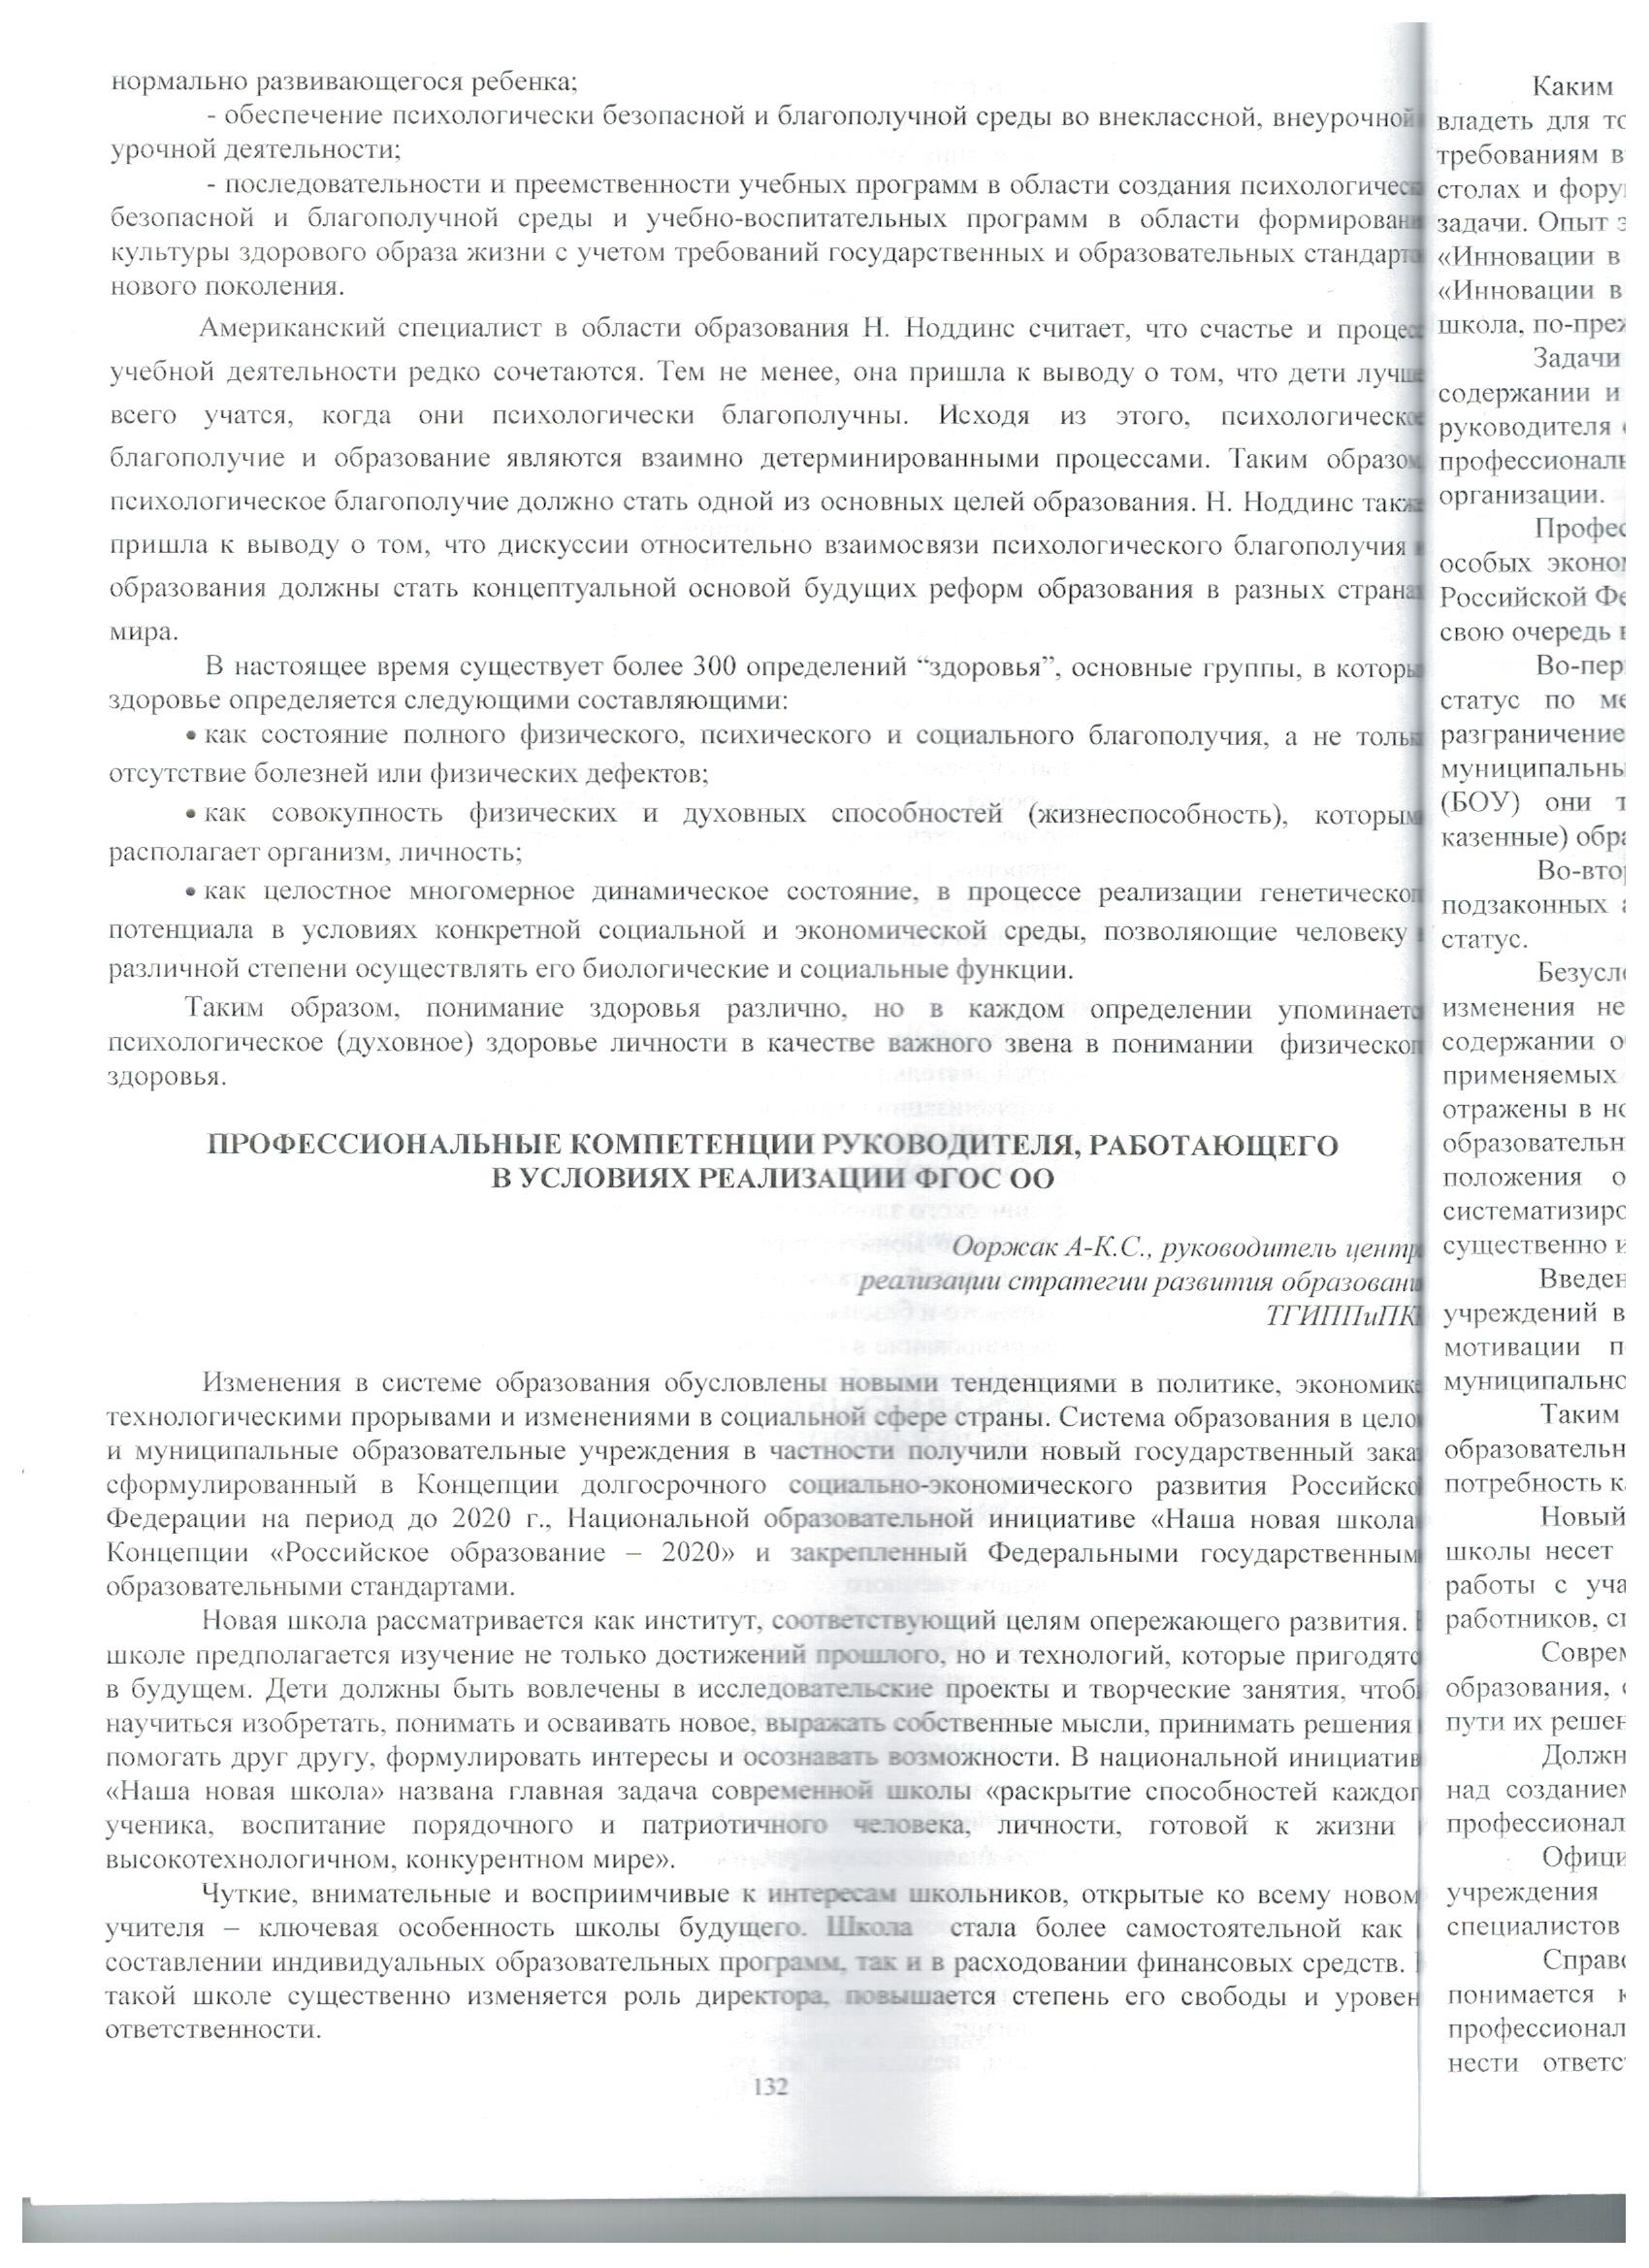 нормально развивающегося ребенка;
- обеспечение психологически безопасной и благополучной среды во внеклассной, внеурочной
урочной деятельности;
- последовательности и преемственности учебных программ в области создания психологичес
безопасной и благополучной среды и учебно-воспитательных программ в области формирован
культуры здорового образа жизни с учетом требований государственных и образовательных стандарт
нового поколения.
Американский специалист в области образования Н. Ноддинс считает, что счастье и процес
учебной деятельности редко сочетаются. Тем не менее, она пришла к выводу о том, что дети лучш
всего учатся, когда они психологически благополучны. Исходя из этого, психологическо
благополучие и образование являются взаимно детерминированными процессами. Таким образо
психологическое благополучие должно стать одной из основных целей образования. Н. Ноддинс такж
пришла к выводу о том, что дискуссии относительно взаимосвязи психологического благополучия
образования должны стать концептуальной основой будущих реформ образования в разных страна
мира.
В настоящее время существует более 300 определений “здоровья”, основные группы, в которы
здоровье определяется следующими составляющими:
• как состояние полного физического, психического и социального благополучия, а не тольк
отсутствие болезней или физических дефектов;
• как совокупность физических и духовных способностей (жизнеспособность), которым
располагает организм, личность;
• как целостное многомерное динамическое состояние, в процессе реализации генетическог
потенциала в условиях конкретной социальной и экономической среды, позволяющие человеку
различной степени осуществлять его биологические и социальные функции.
Таким образом, понимание здоровья различно, но в каждом определении упоминаетс
психологическое (духовное) здоровье личности в качестве важного звена в понимании физическог
здоровья.
ПРОФЕССИОНАЛЬНЫЕ КОМПЕТЕНЦИИ РУКОВОДИТЕЛЯ, РАБОТАЮЩЕГО
В УСЛОВИЯХ РЕАЛИЗАЦИИ ФГОС ОО
Ооржак А-К.С., руководитель центр
реализации стратегии развития образовани
ТГИППиПК
Изменения в системе образования обусловлены новыми тенденциями в политике, экономик
технологическими прорывами и изменениями в социальной сфере страны. Система образования в цело
и муниципальные образовательные учреждения в частности получили новый государственный зака
сформулированный в Концепции долгосрочного социально-экономического развития Российско
Федерации на период до 2020 г., Национальной образовательной инициативе «Наша новая школа
Концепции «Российское образование – 2020» и закрепленный Федеральными государственным
образовательными стандартами.
Новая школа рассматривается как институт, соответствующий целям опережающего развития.
школе предполагается изучение не только достижений прошлого, но и технологий, которые пригодятс
в будущем. Дети должны быть вовлечены в исследовательские проекты и творческие занятия, чтоб
научиться изобретать, понимать и осваивать новое, выражать собственные мысли, принимать решения
помогать друг другу, формулировать интересы и осознавать возможности. В национальной инициатив
«Наша новая школа» названа главная задача современной школы «раскрытие способностей каждог
ученика, воспитание порядочного и патриотичного человека, личности, готовой к жизни
высокотехнологичном, конкурентном мире».
Чуткие, внимательные и восприимчивые к интересам школьников, открытые ко всему новом
учителя – ключевая особенность школы будущего. Школа стала более самостоятельной как
составлении индивидуальных образовательных программ, так и в расходовании финансовых средств.
такой школе существенно изменяется роль директора, повышается степень его свободы и уровен
ответственности.
132
Каким
владеть для то
требованиям в
столах и фору
задачи. Опыт э
«Инновации в
«Инновации в
школа, по-преж
Задачи
содержании и
руководителя
профессиональ
организации.
Профес
особых эконо
Российской Фе
свою очередь
Во-пер
статус по ме
разграничение
муниципальны
(БОУ) они т
казенные) обра
Во-вто
подзаконных а
статус.
Безусл
изменения не
содержании о
применяемых
отражены в но
образовательн
положения о
систематизиро
существенно и
Введен
учреждений в
мотивации п
муниципально
Таким
образовательн
потребность к
Новый
школы несет
работы с уча
работников, сп
Соврем
образования,
пути их решен
Должн
над создание
профессионал
Офици
учреждения
специалистов
Справо
понимается к
профессионал
нести ответс